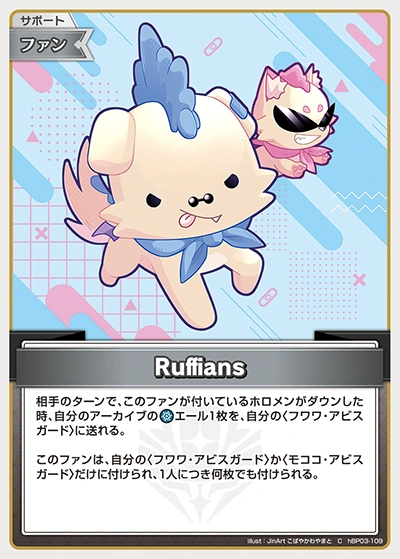 サポート
ファン
Ruffians
相手のターンで、このファンが付いているホロメンがダウンした
時、自分のアーカイブのエール1枚を、自分の〈フワワ・アビス
ガード〉に送れる。
このファンは、自分の〈フワワ・アビスガード〉か〈モココ・アビス
ガード〉だけに付けられ、1人につき何枚でも付けられる。
illust : JinArt こばやかわやまと C hBP03-109